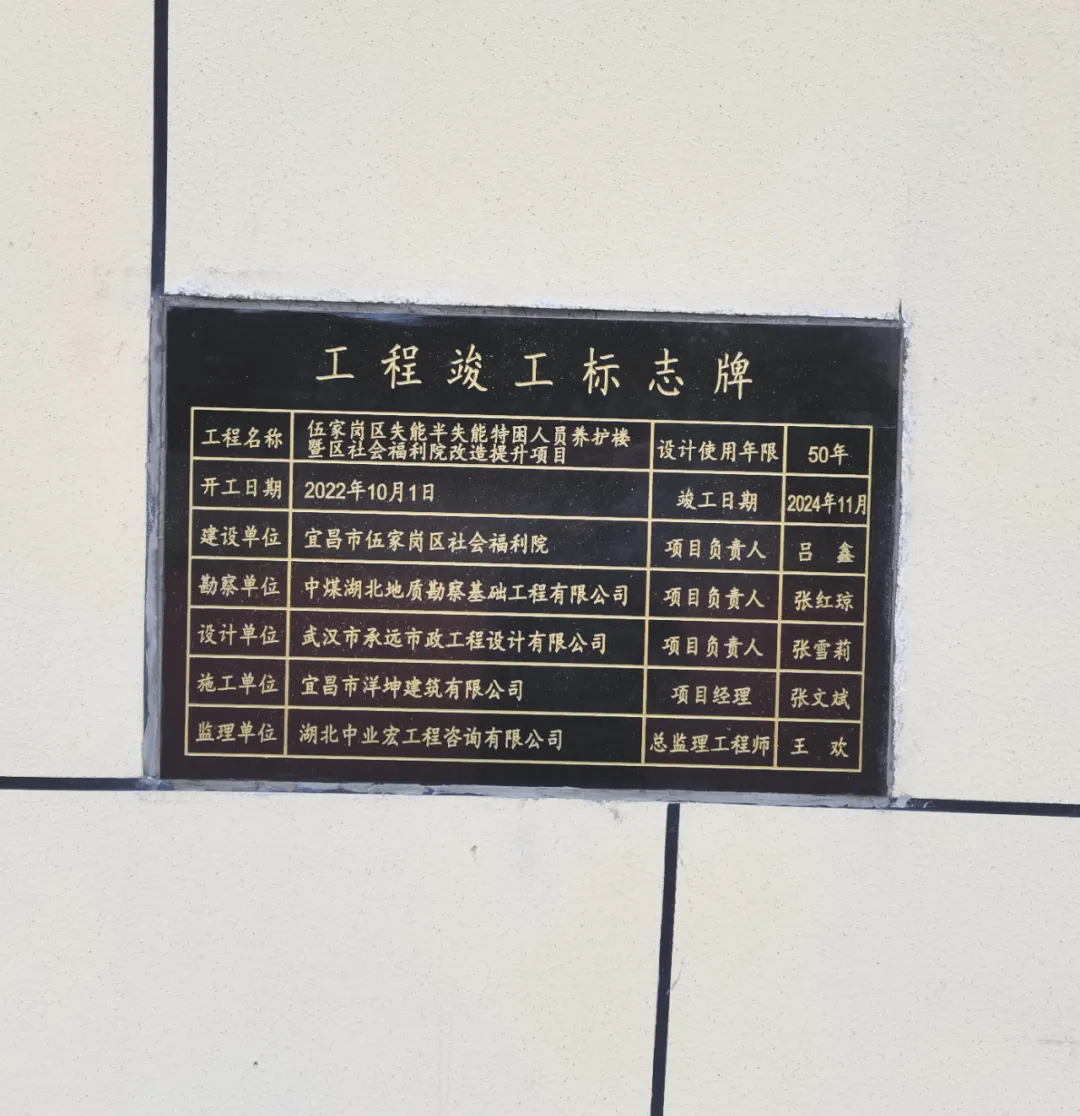 工程竣工标志牌
工程名称 伍家岗区失能半失能特困人员养护楼 设计使用年限 50年
暨区社会福利院改造提升项目
开工日期 2022年10月1日 竣工日期 2024年11月
建设单位 宜昌市伍家岗区社会福利院 项目负责人 吕 鑫
勘察单位 中煤湖北地质勘察基础工程有限公司 项目负责人 张红琼
设计单位 武汉市承远市政工程设计有限公司 项目负责人 张雪莉
施工单位 宜昌市洋坤建筑有限公司 项目经理 张文斌
监理单位 湖北中业宏工程咨询有限公司 总监理工程师 王 欢